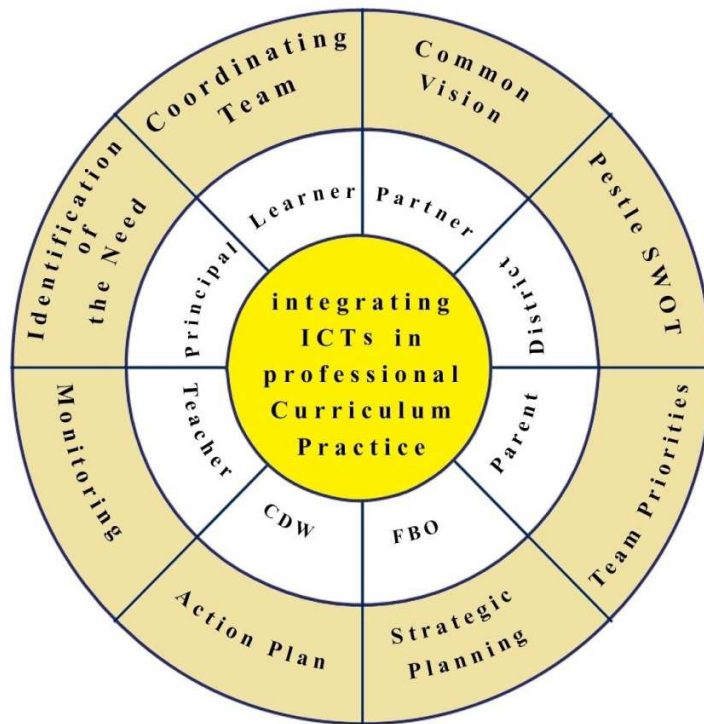 Coordinating
Team
Common
Vision
Pestle SWOT
Team Priorities
Strategic
Planning
Action Plan
Monitoring
Identification
of
the Need
Learner
Partner
District
Parent
FBO
CDW
Teacher
Principal
integrating
ICTs in
professional
Curriculum
Practice